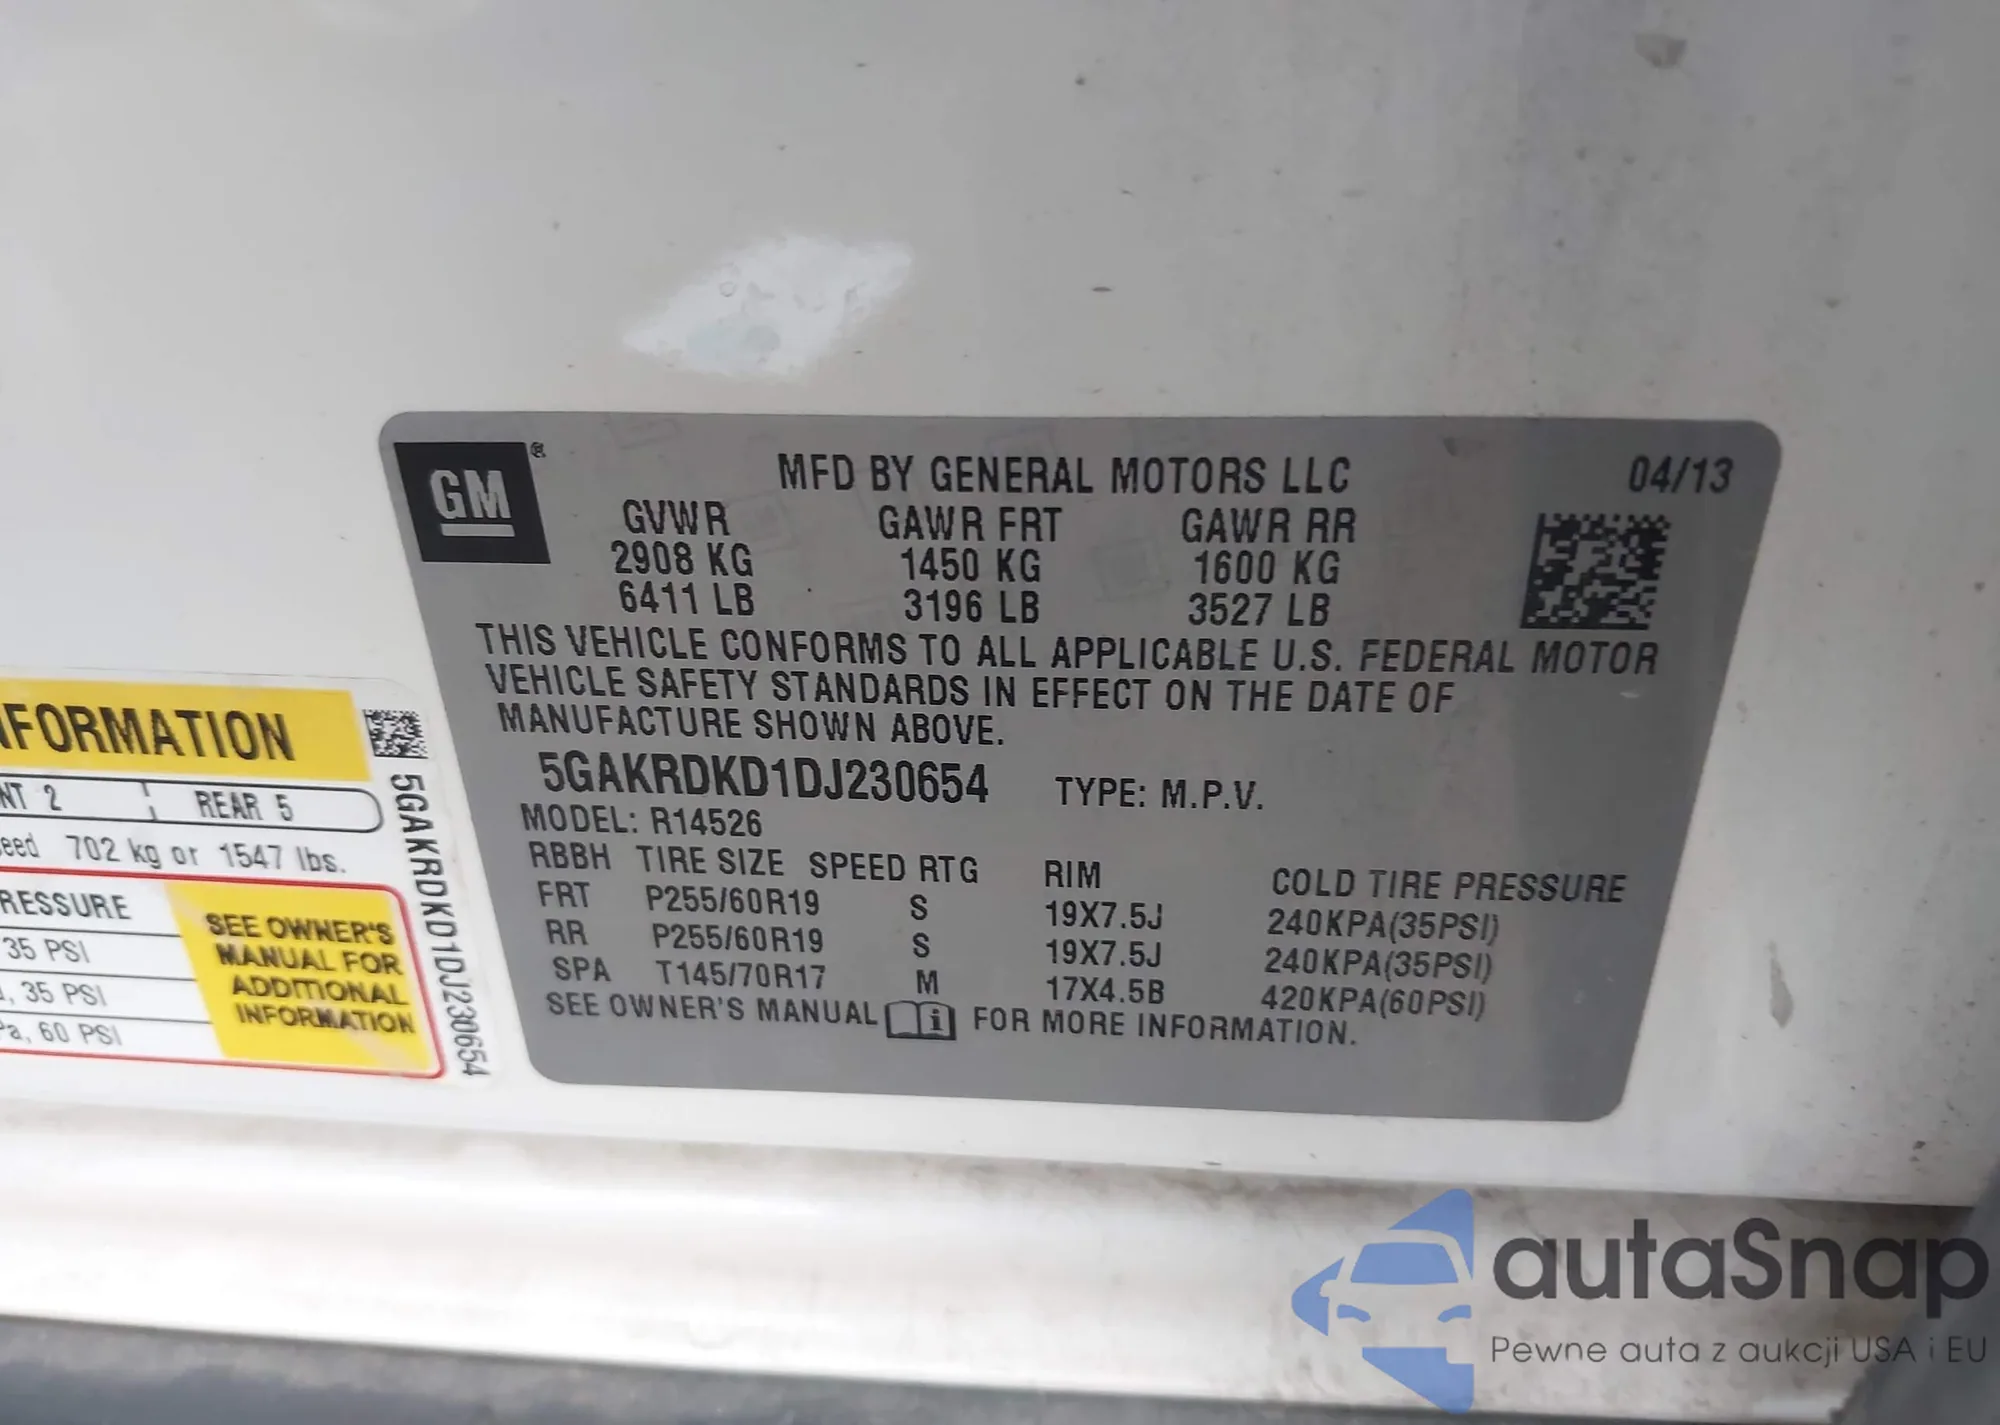 GM ®
MFD BY GENERAL MOTORS LLC 04/13
GVWR GAWR FRT GAWR RR
2908 KG 1450 KG 1600 KG
6411 LB 3196 LB 3527 LB
THIS VEHICLE CONFORMS TO ALL APPLICABLE U.S. FEDERAL MOTOR
VEHICLE SAFETY STANDARDS IN EFFECT ON THE DATE OF
MANUFACTURE SHOWN ABOVE.
5GAKRDKD1DJ230654 TYPE: M.P.V.
MODEL: R14526
RBBH TIRE SIZE SPEED RTG RIM COLD TIRE PRESSURE
FRT P255/60R19 S 19X7.5J 240KPA(35PSI)
RR P255/60R19 S 19X7.5J 240KPA(35PSI)
SPA T145/70R17 M 17X4.5B 420KPA(60PSI)
SEE OWNER'S MANUAL i FOR MORE INFORMATION.
NFORMATION
NT 2 REAR 5
eed 702 kg or 1547 lbs.
RESSURE
35 PSI
, 35 PSI
a, 60 PSI
SEE OWNER'S
MANUAL FOR
ADDITIONAL
INFORMATION
5GAKRDKD1DJ230654
autaSnap
Pewne auta z aukcji USA i EU